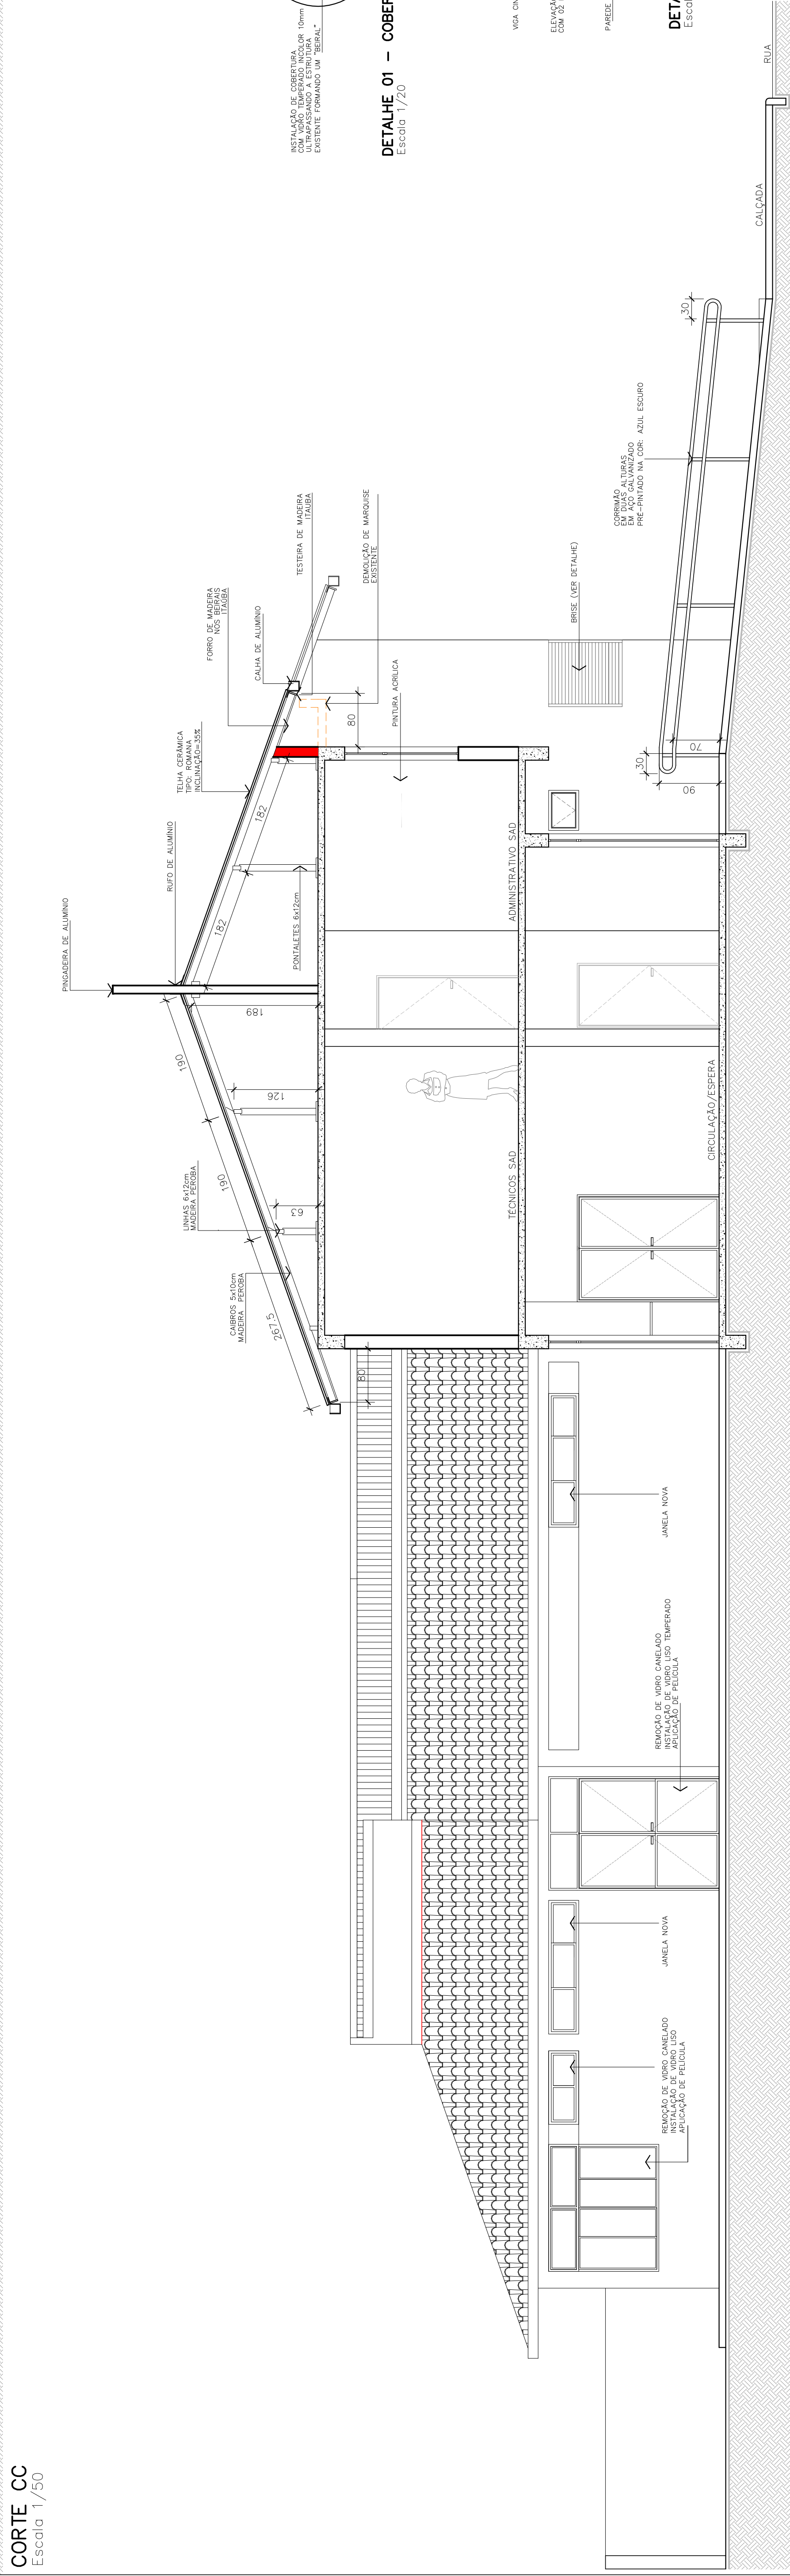 CORTE CC
Escala 1/50
PINGADEIRA DE ALUMÍNIO
RUFO DE ALUMÍNIO
TELHA CERÂMICA
TIPO: ROMANA
INCLINAÇÃO=35%
FORRO DE MADEIRA
NOS BEIRAIS
ITAÚBA
CALHA DE ALUMÍNIO
TESTEIRA DE MADEIRA
ITAÚBA
DEMOLIÇÃO DE MARQUISE
EXISTENTE
LINHAS 6x12cm
MADEIRA PEROBA
CAIBROS 5x10cm
MADEIRA PEROBA
PONTALETES 6x12cm
267.5
190
190
182
182
63
126
189
80
80
PINTURA ACRÍLICA
TÉCNICOS SAD
ADMINISTRATIVO SAD
CIRCULAÇÃO/ESPERA
BRISE (VER DETALHE)
CORRIMÃO
EM DUAS ALTURAS
EM AÇO GALVANIZADO
PRÉ-PINTADO NA COR: AZUL ESCURO
30
30
90
70
CALÇADA
RUA
REMOÇÃO DE VIDRO CANELADO
INSTALAÇÃO DE VIDRO LISO
APLICAÇÃO DE PELÍCULA
JANELA NOVA
REMOÇÃO DE VIDRO CANELADO
INSTALAÇÃO DE VIDRO LISO TEMPERADO
APLICAÇÃO DE PELÍCULA
JANELA NOVA
INSTALAÇÃO DE COBERTURA
COM VIDRO TEMPERADO INCOLOR 10mm
ULTRAPASSANDO A ESTRUTURA
EXISTENTE FORMANDO UM "BEIRAL"
DETALHE 01 - COBER
Escala 1/20
VIGA CIN
ELEVAÇÃ
COM 02
PAREDE
DETA
Esca